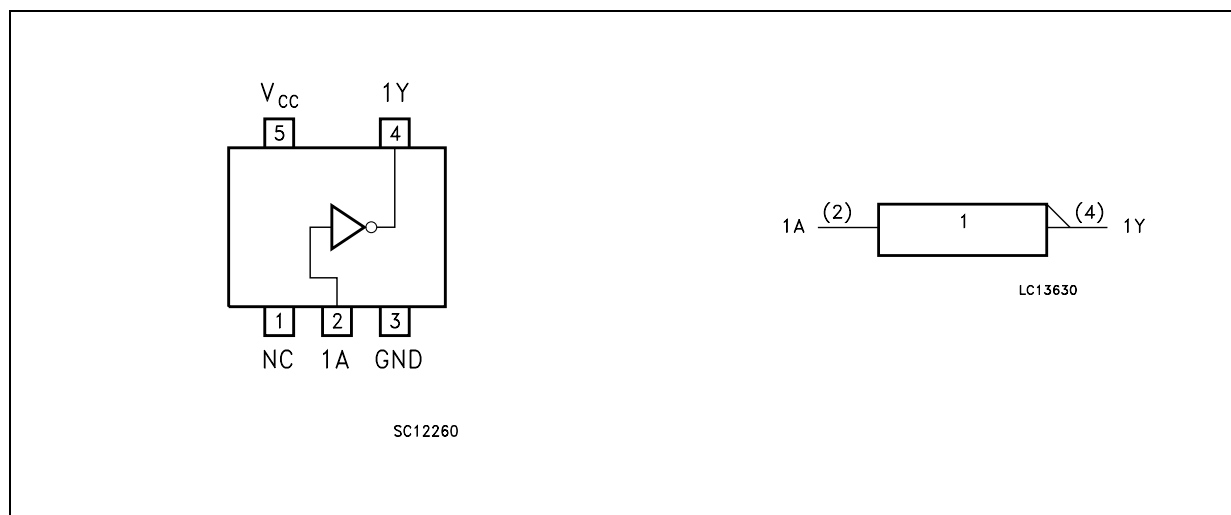 VCC 1Y
5 4
1 2 3
NC 1A GND
SC12260
1A (2) 1 (4) 1Y
LC13630